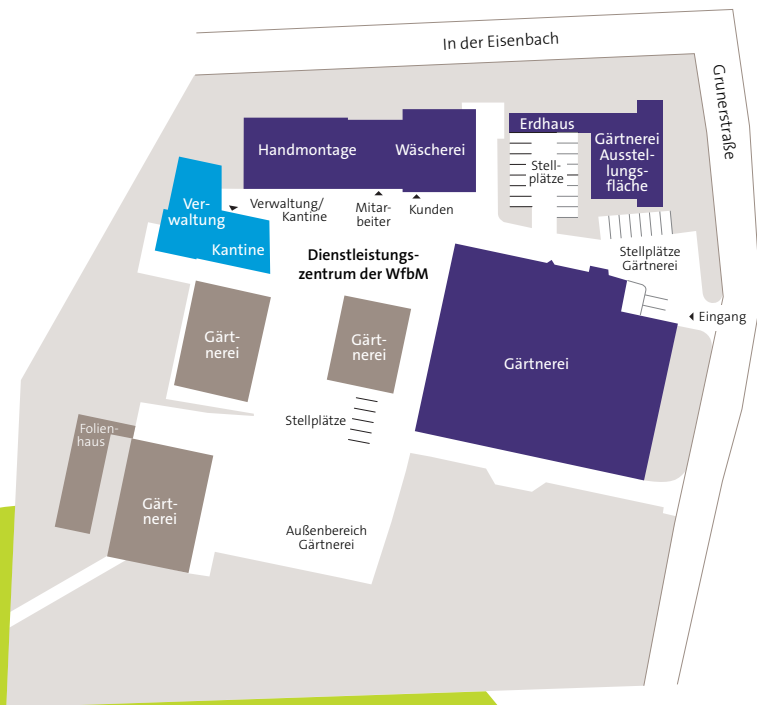 In der Eisenbach
Grunerstraße
Erdhaus
Handmontage
Wäscherei
Gärtnerei
Ausstel-
lungs-
fläche
Stell-
plätze
Ver-
waltung
Kantine
Verwaltung/
Kantine
Mitar-
beiter
Kunden
Dienstleistungs-
zentrum der WfbM
Stellplätze
Gärtnerei
Eingang
Gärt-
nerei
Gärt-
nerei
Gärtnerei
Stellplätze
Folien-
haus
Gärt-
nerei
Außenbereich
Gärtnerei